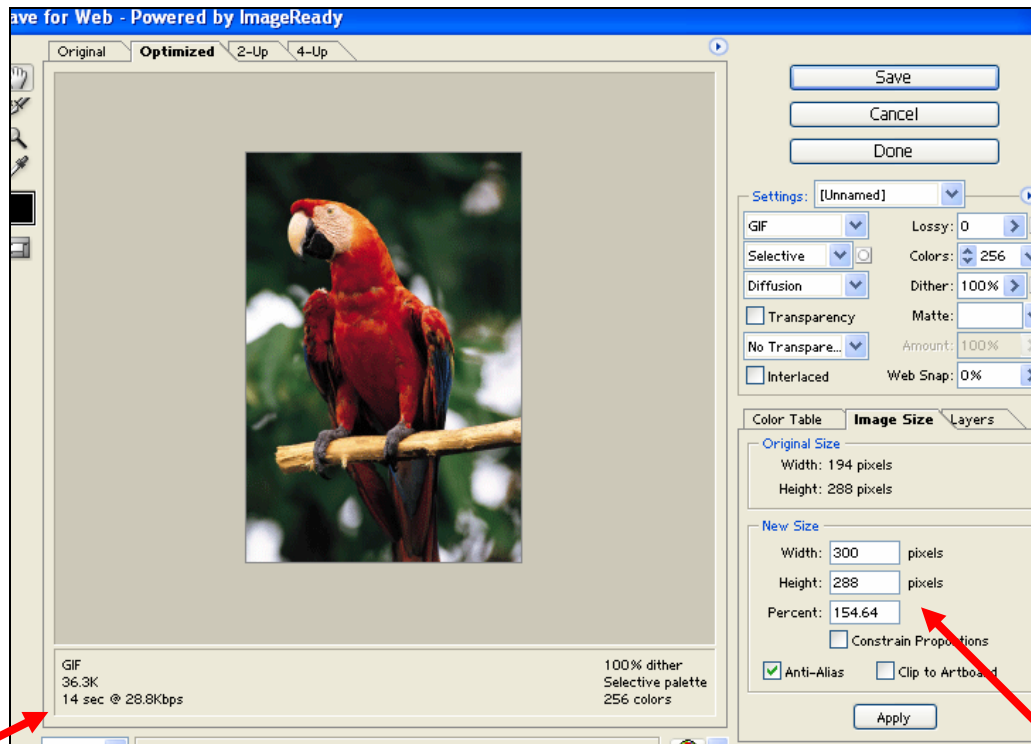 ave for Web - Powered by ImageReady
Original Optimized 2-Up 4-Up
Save
Cancel
Done
Settings: [Unnamed]
GIF Lossy: 0
Selective Colors: 256
Diffusion Dither: 100%
Transparency Matte:
No Transpare... Amount: 100%
Interlaced Web Snap: 0%
Color Table Image Size Layers
Original Size
Width: 194 pixels
Height: 288 pixels
New Size
Width: 300 pixels
Height: 288 pixels
Percent: 154.64
Constrain Proportions
Anti-Alias Clip to Artboard
Apply
GIF 100% dither
36.3K Selective palette
14 sec @ 28.8Kbps 256 colors